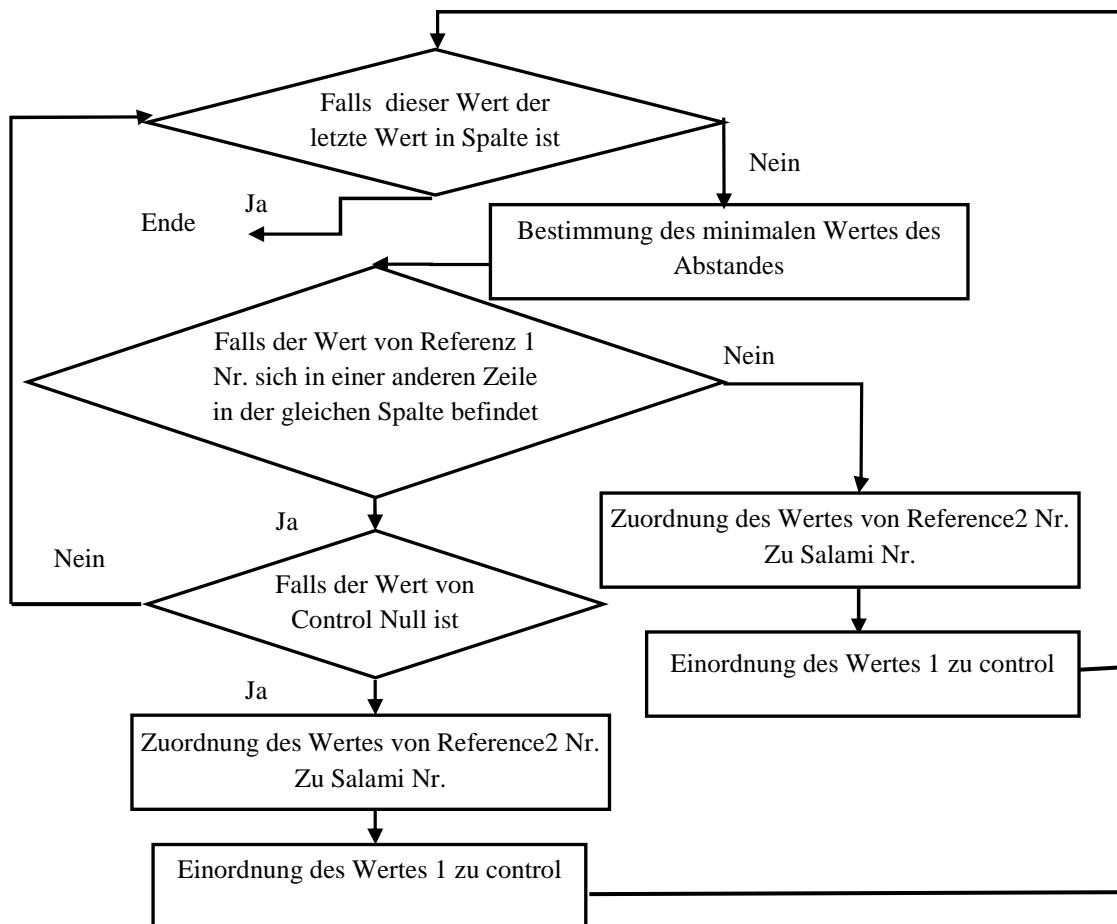 Falls dieser Wert der
letzte Wert in Spalte ist
Nein
Ja
Ende
Bestimmung des minimalen Wertes des
Abstandes
Falls der Wert von Referenz 1
Nr. sich in einer anderen Zeile
in der gleichen Spalte befindet
Nein
Zuordnung des Wertes von Reference2 Nr.
Zu Salami Nr.
Ja
Nein
Falls der Wert von
Control Null ist
Einordnung des Wertes 1 zu control
Ja
Zuordnung des Wertes von Reference2 Nr.
Zu Salami Nr.
Einordnung des Wertes 1 zu control